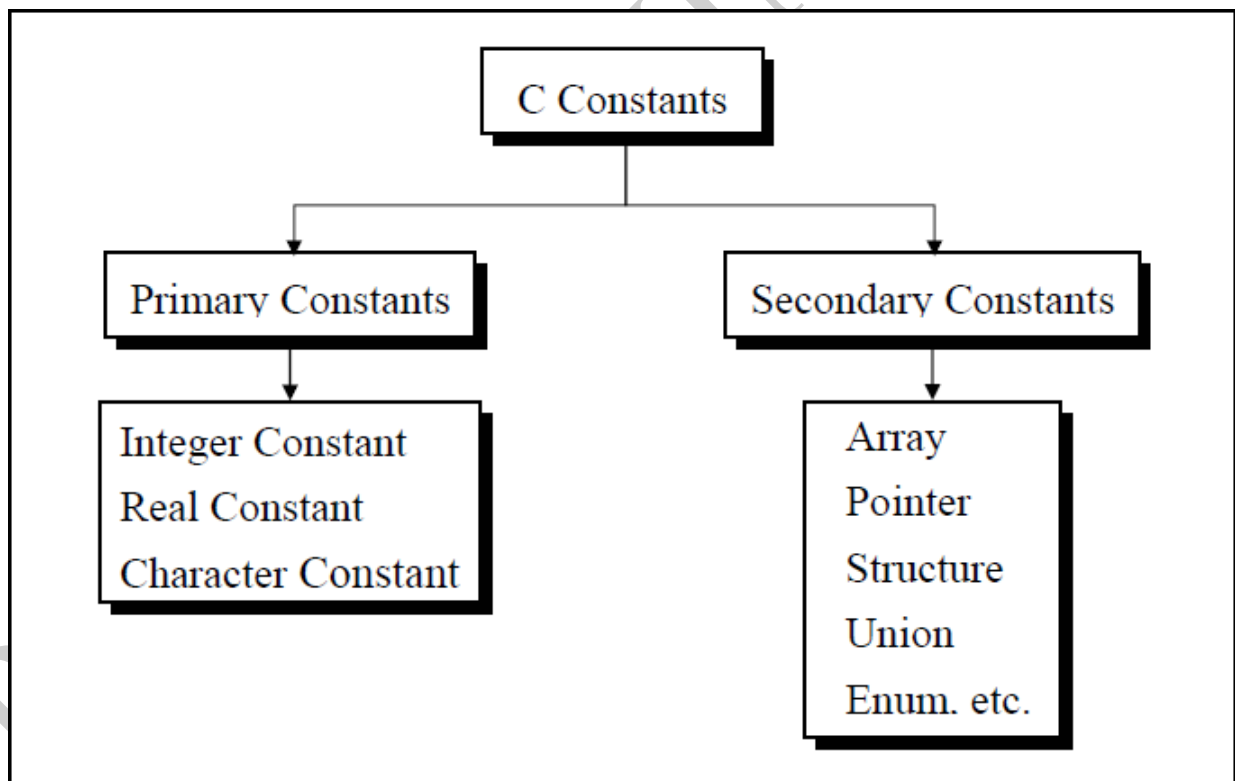 C Constants
Primary Constants
Secondary Constants
Integer Constant
Real Constant
Character Constant
Array
Pointer
Structure
Union
Enum. etc.